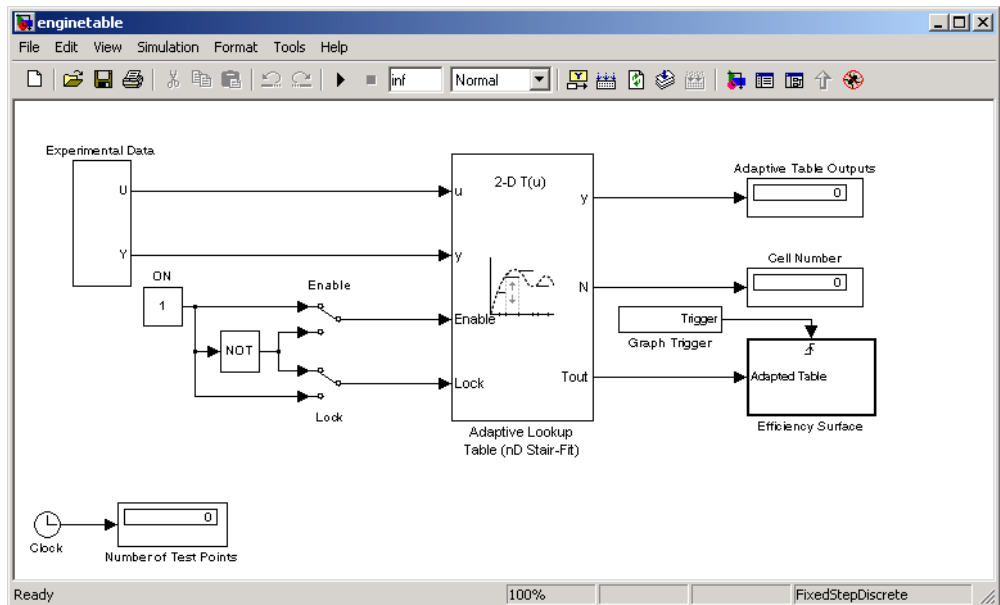 enginetable
File Edit View Simulation Format Tools Help
inf Normal
Experimental Data
U
Y
ON
1
NOT
Enable
Lock
2-D T(u)
u
y
Enable
Lock
y
N
Tout
Adaptive Lookup
Table (nD Stair-Fit)
Adaptive Table Outputs
0
Cell Number
0
Trigger
Graph Trigger
Adapted Table
Efficiency Surface
0
Clock
Number of Test Points
Ready 100% FixedStepDiscrete